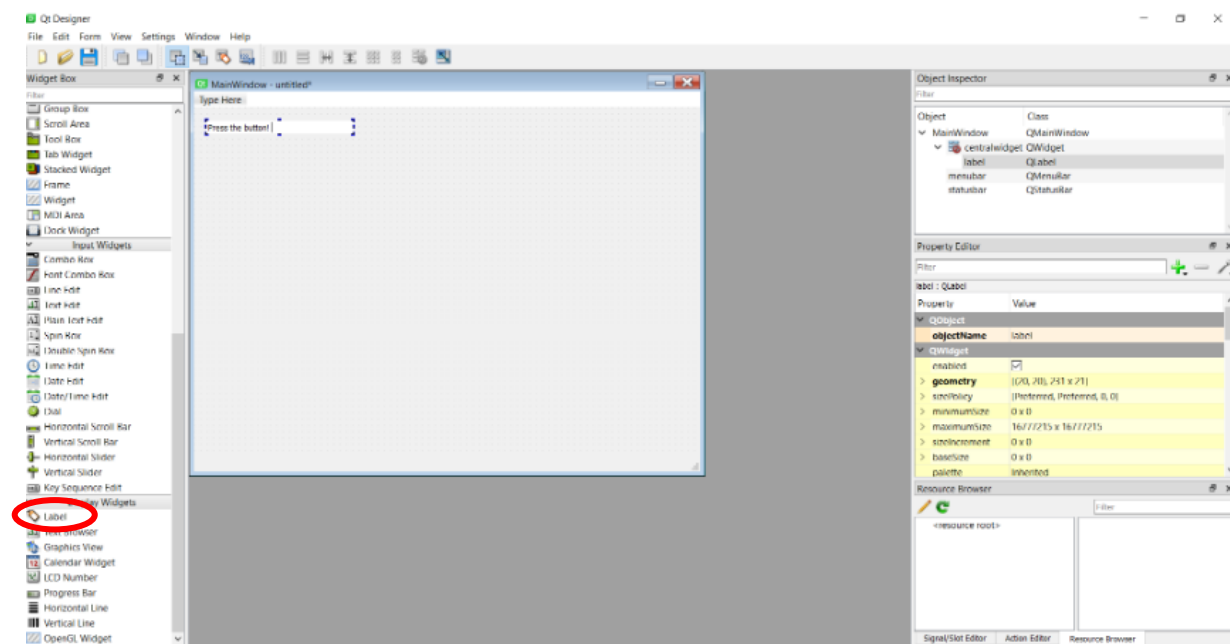 Qt Designer
File Edit Form View Settings Window Help
Widget Box
Filter
Group Box
Scroll Area
Tool Box
Tab Widget
Stacked Widget
Frame
Widget
MDI Area
Dock Widget
Input Widgets
Combo Box
Font Combo Box
Line Edit
Text Edit
Plain Text Edit
Spin Box
Double Spin Box
Time Edit
Date Edit
Date/Time Edit
Dial
Horizontal Scroll Bar
Vertical Scroll Bar
Horizontal Slider
Vertical Slider
Key Sequence Edit
Widgets
Label
Text Browser
Graphics View
Calendar Widget
LCD Number
Progress Bar
Horizontal Line
Vertical Line
OpenGL Widget
MainWindow - untitled*
Type Here
Press the button!
Object Inspector
Filter
Object Class
MainWindow QMainWindow
centralwidget QWidget
label QLabel
menubar QMenuBar
statusbar QStatusBar
Property Editor
Filter
label : QLabel
Property Value
QObject
objectName label
QWidget
enabled
geometry [(20, 20), 231 x 21]
sizePolicy [Preferred, Preferred, 0, 0]
minimumSize 0 x 0
maximumSize 16777215 x 16777215
sizeIncrement 0 x 0
baseSize 0 x 0
palette Inherited
Resource Browser
Filter
<resource root>
Signal/Slot Editor Action Editor Resource Browser